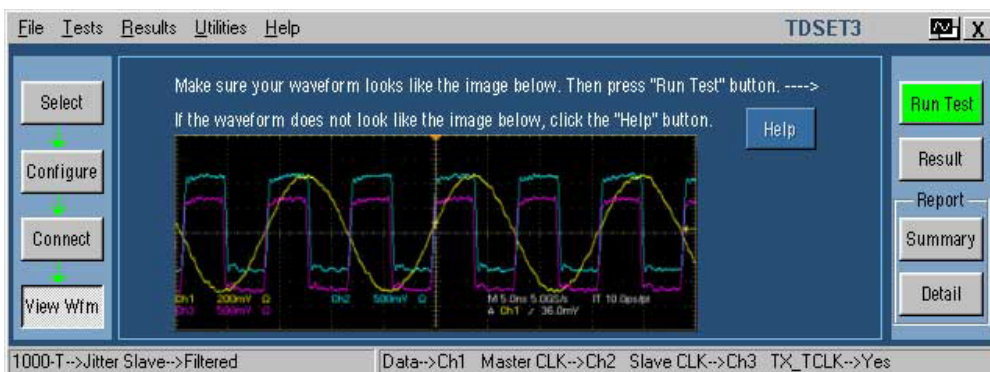 File Tests Results Utilities Help TDSET3 X
Make sure your waveform looks like the image below. Then press "Run Test" button. ---->
If the waveform does not look like the image below, click the "Help" button.
Help
Select
Configure
Connect
View Wfm
Run Test
Result
Report
Summary
Detail
Ch1 200mV Ω Ch2 500mV Ω M 5.0ns 5.0GS/s IT 10.0ps/pt
Ch3 500mV Ω A Ch1 / 36.0mV
1000-T-->Jitter Slave-->Filtered Data-->Ch1 Master CLK-->Ch2 Slave CLK-->Ch3 TX_TCLK-->Yes